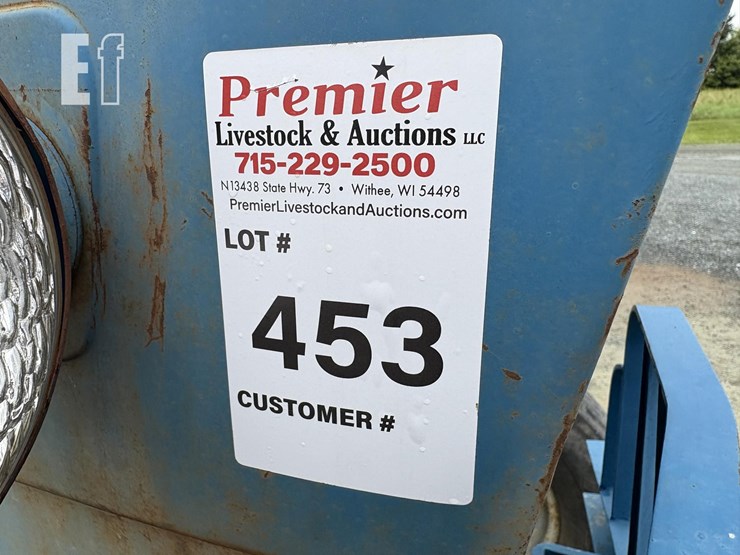 Ef
Premier
Livestock & Auctions LLC
715-229-2500
N13438 State Hwy. 73 • Withee, WI 54498
PremierLivestockandAuctions.com
LOT #
453
CUSTOMER #